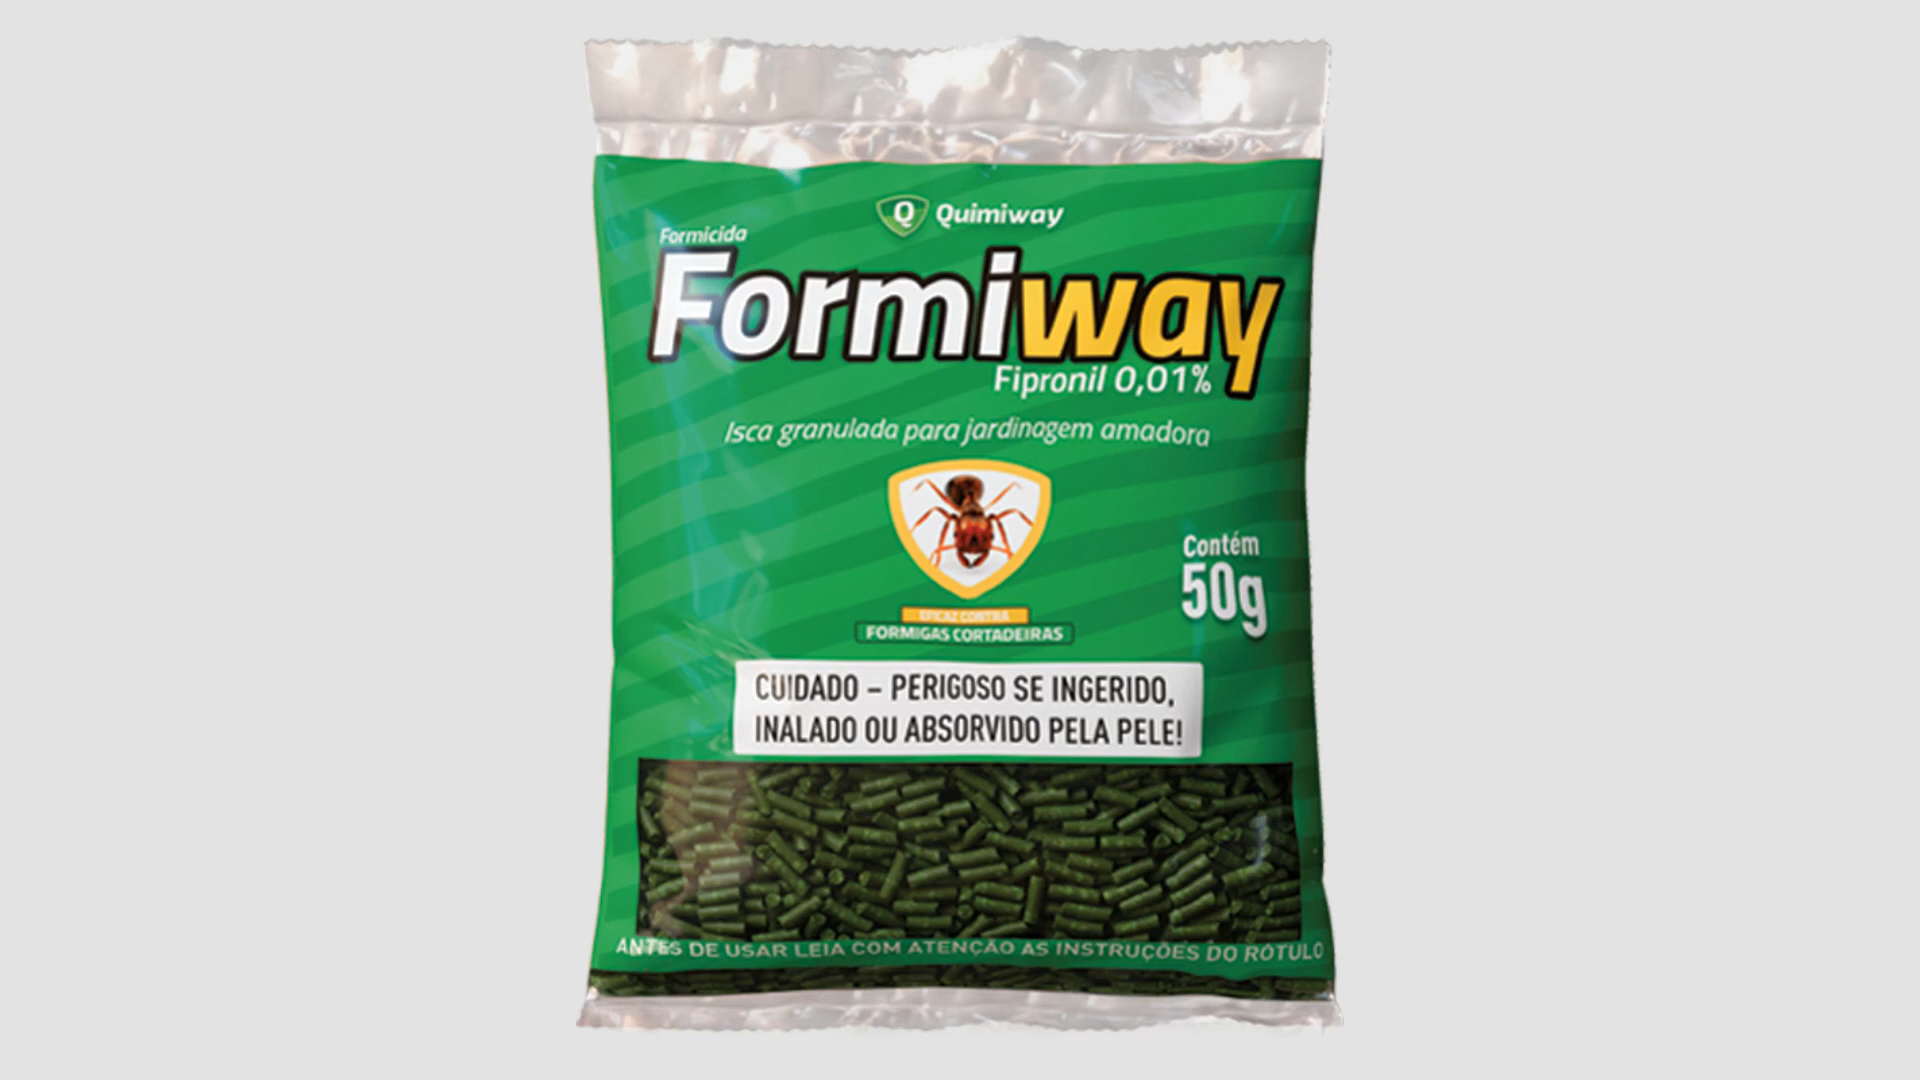 Q Quimiway
Formicida
Formiway
Fipronil 0,01%
Isca granulada para jardinagem amadora
Contém
50g
EFICAZ CONTRA
FORMIGAS CORTADEIRAS
CUIDADO – PERIGOSO SE INGERIDO,
INALADO OU ABSORVIDO PELA PELE!
ANTES DE USAR LEIA COM ATENÇÃO AS INSTRUÇÕES DO RÓTULO